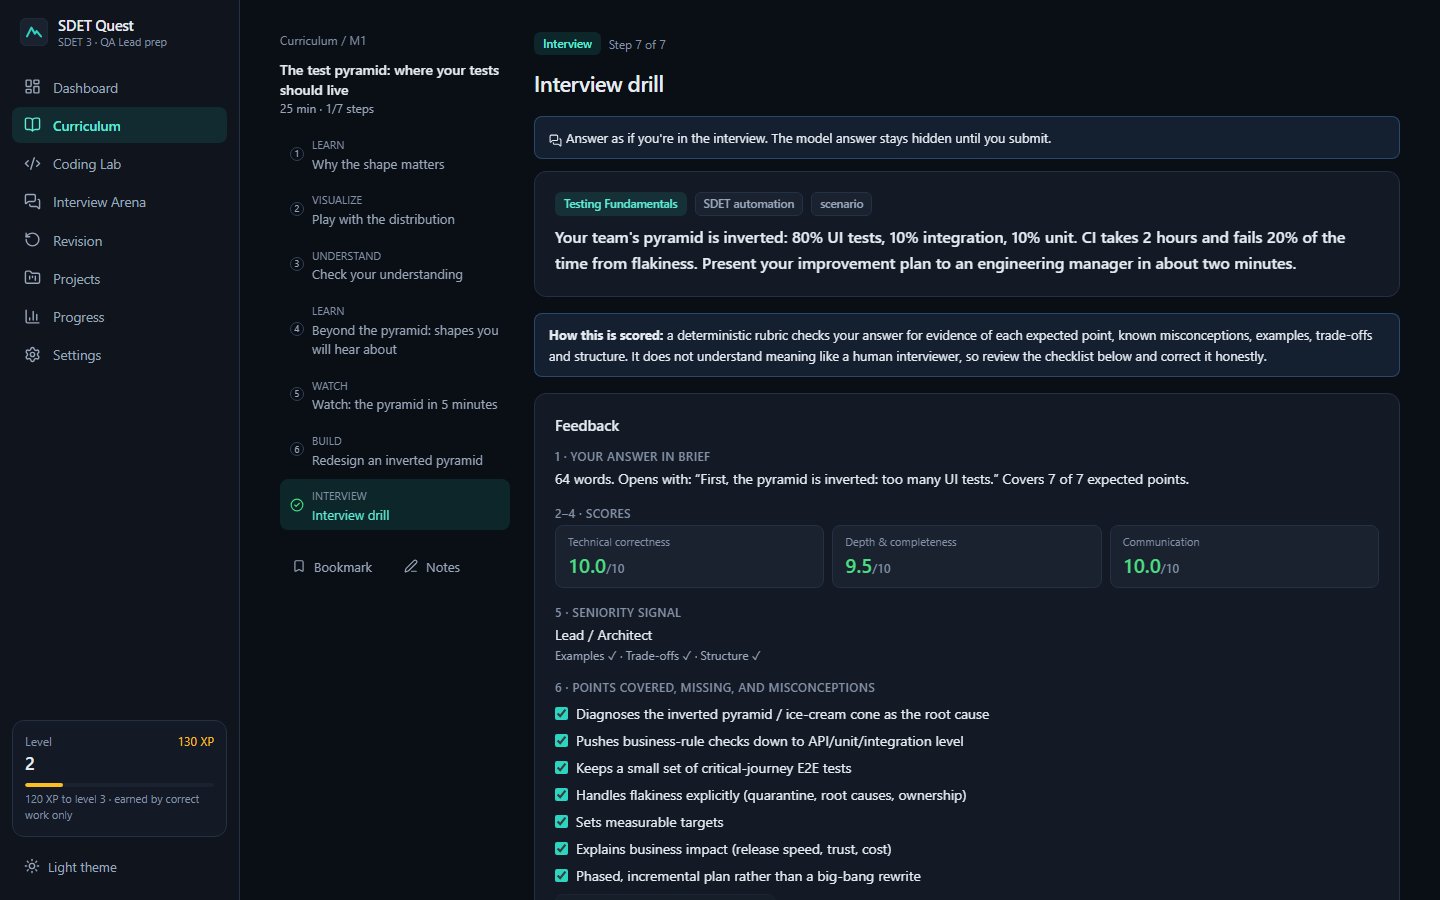 SDET Quest
SDET 3 · QA Lead prep
Dashboard
Curriculum
Coding Lab
Interview Arena
Revision
Projects
Progress
Settings
Level
130 XP
2
120 XP to level 3 · earned by correct
work only
Light theme
Curriculum / M1
The test pyramid: where your tests
should live
25 min · 1/7 steps
1
LEARN
Why the shape matters
2
VISUALIZE
Play with the distribution
3
UNDERSTAND
Check your understanding
4
LEARN
Beyond the pyramid: shapes you
will hear about
5
WATCH
Watch: the pyramid in 5 minutes
6
BUILD
Redesign an inverted pyramid
INTERVIEW
Interview drill
Bookmark
Notes
Interview
Step 7 of 7
Interview drill
Answer as if you're in the interview. The model answer stays hidden until you submit.
Testing Fundamentals
SDET automation
scenario
Your team's pyramid is inverted: 80% UI tests, 10% integration, 10% unit. CI takes 2 hours and fails 20% of the
time from flakiness. Present your improvement plan to an engineering manager in about two minutes.
How this is scored: a deterministic rubric checks your answer for evidence of each expected point, known misconceptions, examples, trade-offs
and structure. It does not understand meaning like a human interviewer, so review the checklist below and correct it honestly.
Feedback
1 · YOUR ANSWER IN BRIEF
64 words. Opens with: “First, the pyramid is inverted: too many UI tests.” Covers 7 of 7 expected points.
2–4 · SCORES
Technical correctness
10.0/10
Depth & completeness
9.5/10
Communication
10.0/10
5 · SENIORITY SIGNAL
Lead / Architect
Examples ✓ · Trade-offs ✓ · Structure ✓
6 · POINTS COVERED, MISSING, AND MISCONCEPTIONS
Diagnoses the inverted pyramid / ice-cream cone as the root cause
Pushes business-rule checks down to API/unit/integration level
Keeps a small set of critical-journey E2E tests
Handles flakiness explicitly (quarantine, root causes, ownership)
Sets measurable targets
Explains business impact (release speed, trust, cost)
Phased, incremental plan rather than a big-bang rewrite